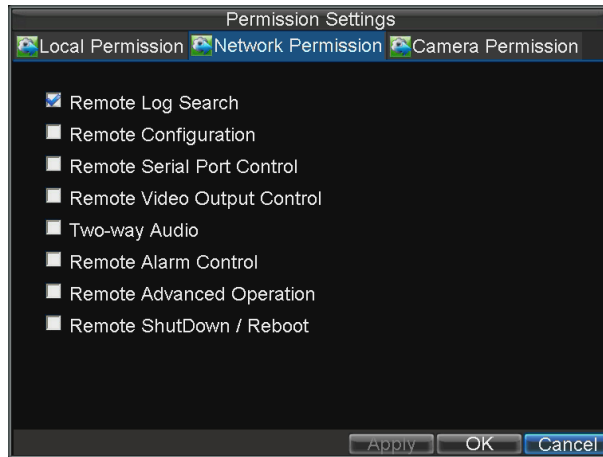 Permission Settings
Local Permission Network Permission Camera Permission
Remote Log Search
Remote Configuration
Remote Serial Port Control
Remote Video Output Control
Two-way Audio
Remote Alarm Control
Remote Advanced Operation
Remote ShutDown / Reboot
Apply OK Cancel